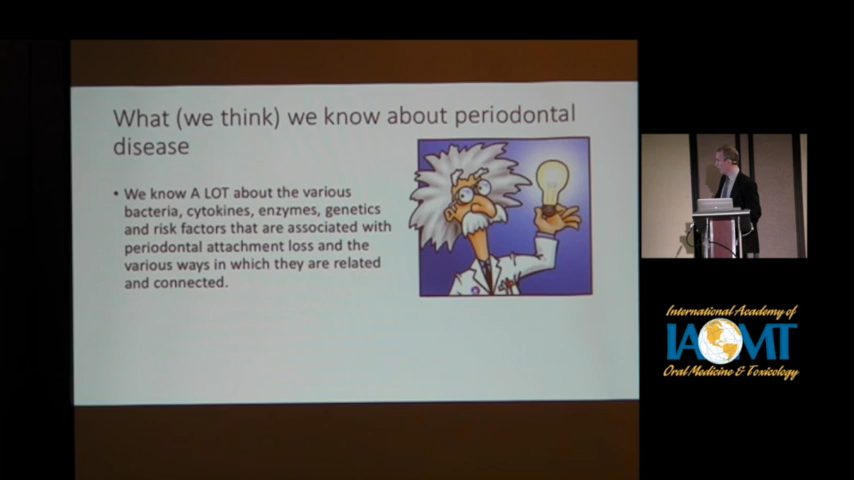 What (we think) we know about periodontal
disease
• We know A LOT about the various
bacteria, cytokines, enzymes, genetics
and risk factors that are associated with
periodontal attachment loss and the
various ways in which they are related
and connected.
International Academy of
IAOMT
Oral Medicine & Toxicology